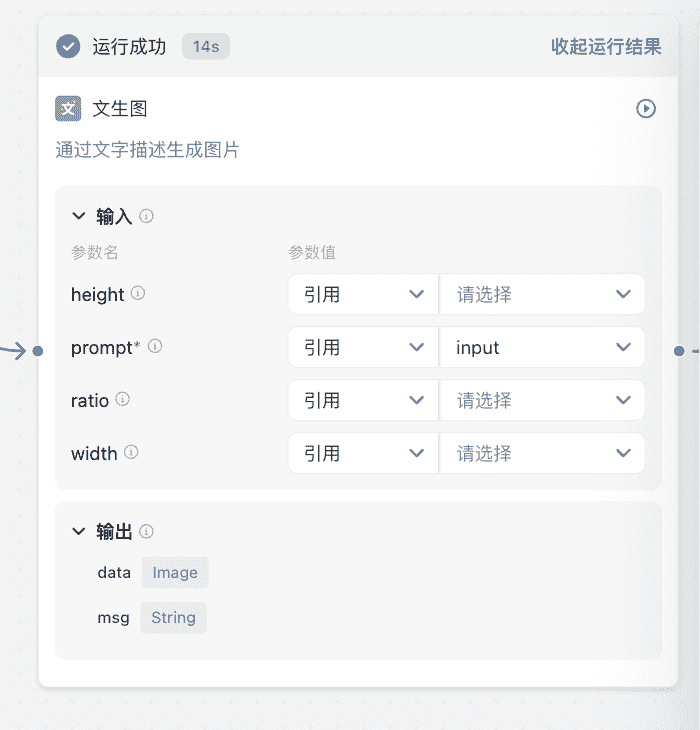 运行成功 14s 收起运行结果
文生图
通过文字描述生成图片
输入
参数名 参数值
height 引用 请选择
prompt* 引用 input
ratio 引用 请选择
width 引用 请选择
输出
data Image
msg String